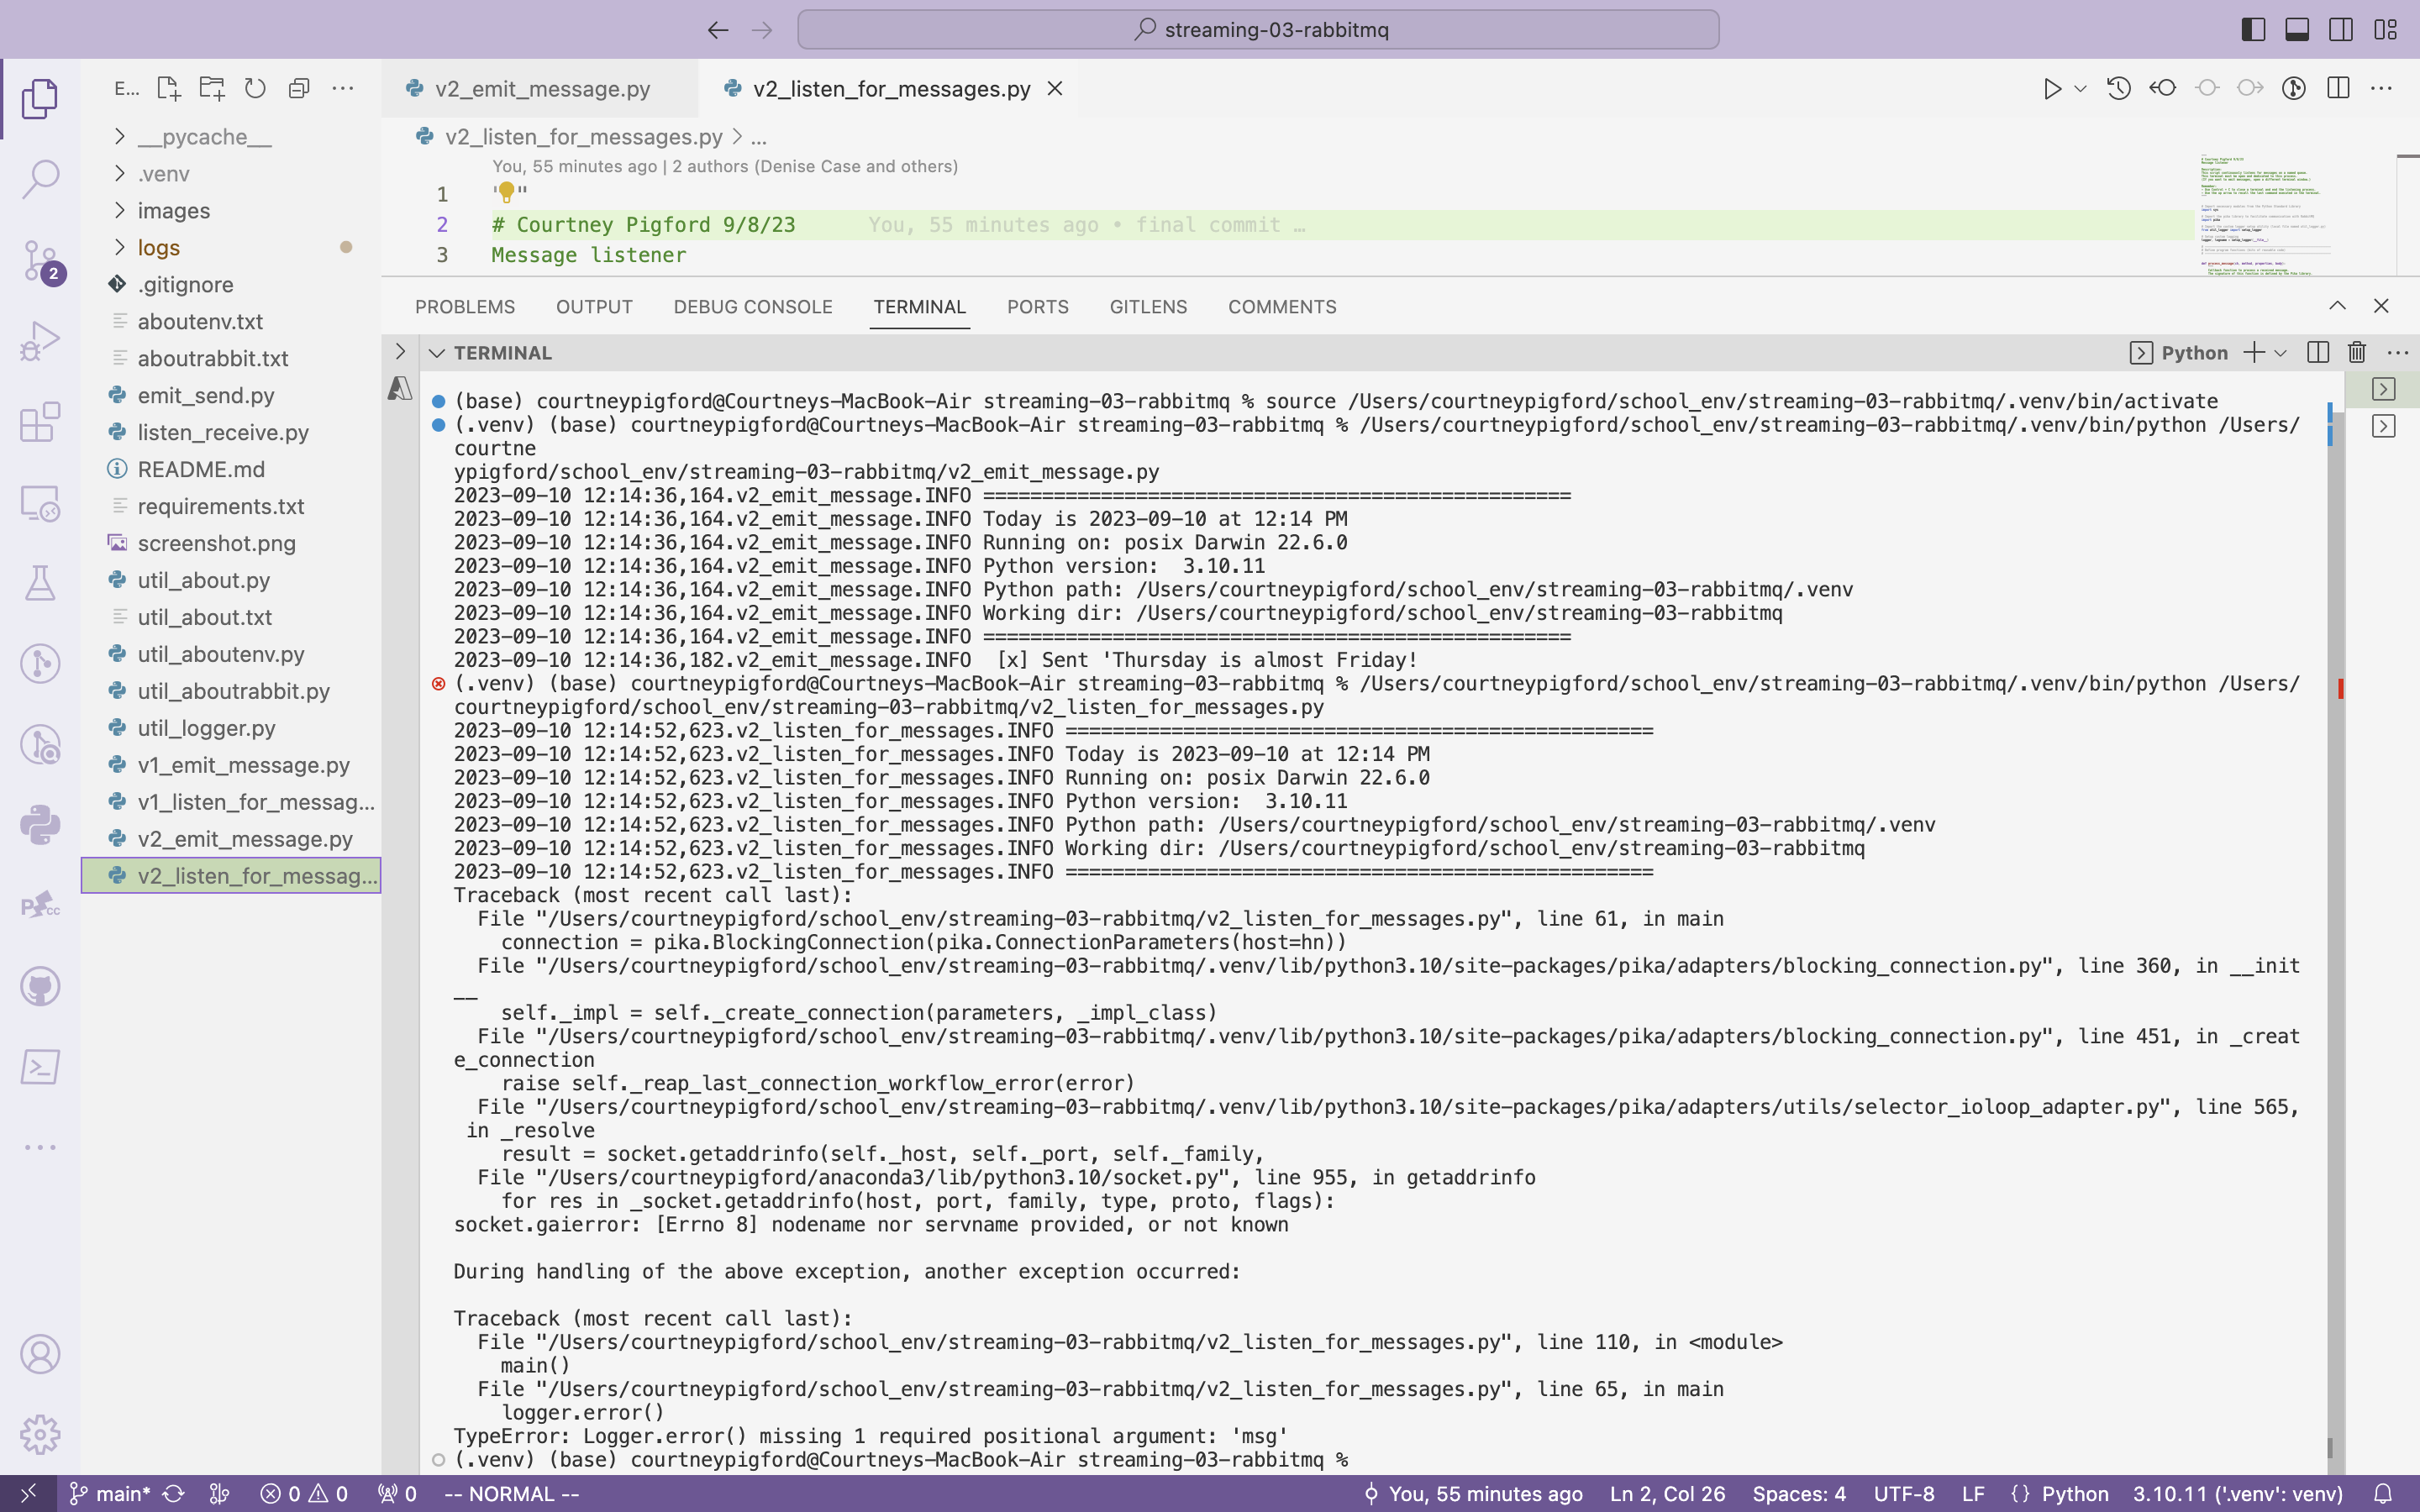 streaming-03-rabbitmq
E...
v2_emit_message.py
v2_listen_for_messages.py
__pycache__
.venv
images
logs
.gitignore
aboutenv.txt
aboutrabbit.txt
emit_send.py
listen_receive.py
README.md
requirements.txt
screenshot.png
util_about.py
util_about.txt
util_aboutenv.py
util_aboutrabbit.py
util_logger.py
v1_emit_message.py
v1_listen_for_messag...
v2_emit_message.py
v2_listen_for_messag...
2
v2_listen_for_messages.py > ...
You, 55 minutes ago | 2 authors (Denise Case and others)
1 """
2 # Courtney Pigford 9/8/23 You, 55 minutes ago • final commit …
3 Message listener
PROBLEMS OUTPUT DEBUG CONSOLE TERMINAL PORTS GITLENS COMMENTS
TERMINAL
Python
(base) courtneypigford@Courtneys-MacBook-Air streaming-03-rabbitmq % source /Users/courtneypigford/school_env/streaming-03-rabbitmq/.venv/bin/activate
(.venv) (base) courtneypigford@Courtneys-MacBook-Air streaming-03-rabbitmq % /Users/courtneypigford/school_env/streaming-03-rabbitmq/.venv/bin/python /Users/
courtne
ypigford/school_env/streaming-03-rabbitmq/v2_emit_message.py
2023-09-10 12:14:36,164.v2_emit_message.INFO ==================================================
2023-09-10 12:14:36,164.v2_emit_message.INFO Today is 2023-09-10 at 12:14 PM
2023-09-10 12:14:36,164.v2_emit_message.INFO Running on: posix Darwin 22.6.0
2023-09-10 12:14:36,164.v2_emit_message.INFO Python version:  3.10.11
2023-09-10 12:14:36,164.v2_emit_message.INFO Python path: /Users/courtneypigford/school_env/streaming-03-rabbitmq/.venv
2023-09-10 12:14:36,164.v2_emit_message.INFO Working dir: /Users/courtneypigford/school_env/streaming-03-rabbitmq
2023-09-10 12:14:36,164.v2_emit_message.INFO ==================================================
2023-09-10 12:14:36,182.v2_emit_message.INFO  [x] Sent 'Thursday is almost Friday!
(.venv) (base) courtneypigford@Courtneys-MacBook-Air streaming-03-rabbitmq % /Users/courtneypigford/school_env/streaming-03-rabbitmq/.venv/bin/python /Users/
courtneypigford/school_env/streaming-03-rabbitmq/v2_listen_for_messages.py
2023-09-10 12:14:52,623.v2_listen_for_messages.INFO ==================================================
2023-09-10 12:14:52,623.v2_listen_for_messages.INFO Today is 2023-09-10 at 12:14 PM
2023-09-10 12:14:52,623.v2_listen_for_messages.INFO Running on: posix Darwin 22.6.0
2023-09-10 12:14:52,623.v2_listen_for_messages.INFO Python version:  3.10.11
2023-09-10 12:14:52,623.v2_listen_for_messages.INFO Python path: /Users/courtneypigford/school_env/streaming-03-rabbitmq/.venv
2023-09-10 12:14:52,623.v2_listen_for_messages.INFO Working dir: /Users/courtneypigford/school_env/streaming-03-rabbitmq
2023-09-10 12:14:52,623.v2_listen_for_messages.INFO ==================================================
Traceback (most recent call last):
  File "/Users/courtneypigford/school_env/streaming-03-rabbitmq/v2_listen_for_messages.py", line 61, in main
    connection = pika.BlockingConnection(pika.ConnectionParameters(host=hn))
  File "/Users/courtneypigford/school_env/streaming-03-rabbitmq/.venv/lib/python3.10/site-packages/pika/adapters/blocking_connection.py", line 360, in __init
__
    self._impl = self._create_connection(parameters, _impl_class)
  File "/Users/courtneypigford/school_env/streaming-03-rabbitmq/.venv/lib/python3.10/site-packages/pika/adapters/blocking_connection.py", line 451, in _creat
e_connection
    raise self._reap_last_connection_workflow_error(error)
  File "/Users/courtneypigford/school_env/streaming-03-rabbitmq/.venv/lib/python3.10/site-packages/pika/adapters/utils/selector_ioloop_adapter.py", line 565,
 in _resolve
    result = socket.getaddrinfo(self._host, self._port, self._family,
  File "/Users/courtneypigford/anaconda3/lib/python3.10/socket.py", line 955, in getaddrinfo
    for res in _socket.getaddrinfo(host, port, family, type, proto, flags):
socket.gaierror: [Errno 8] nodename nor servname provided, or not known
During handling of the above exception, another exception occurred:
Traceback (most recent call last):
  File "/Users/courtneypigford/school_env/streaming-03-rabbitmq/v2_listen_for_messages.py", line 110, in <module>
    main()
  File "/Users/courtneypigford/school_env/streaming-03-rabbitmq/v2_listen_for_messages.py", line 65, in main
    logger.error()
TypeError: Logger.error() missing 1 required positional argument: 'msg'
(.venv) (base) courtneypigford@Courtneys-MacBook-Air streaming-03-rabbitmq %
main* 0 0 0 -- NORMAL -- You, 55 minutes ago Ln 2, Col 26 Spaces: 4 UTF-8 LF {} Python 3.10.11 ('.venv': venv)